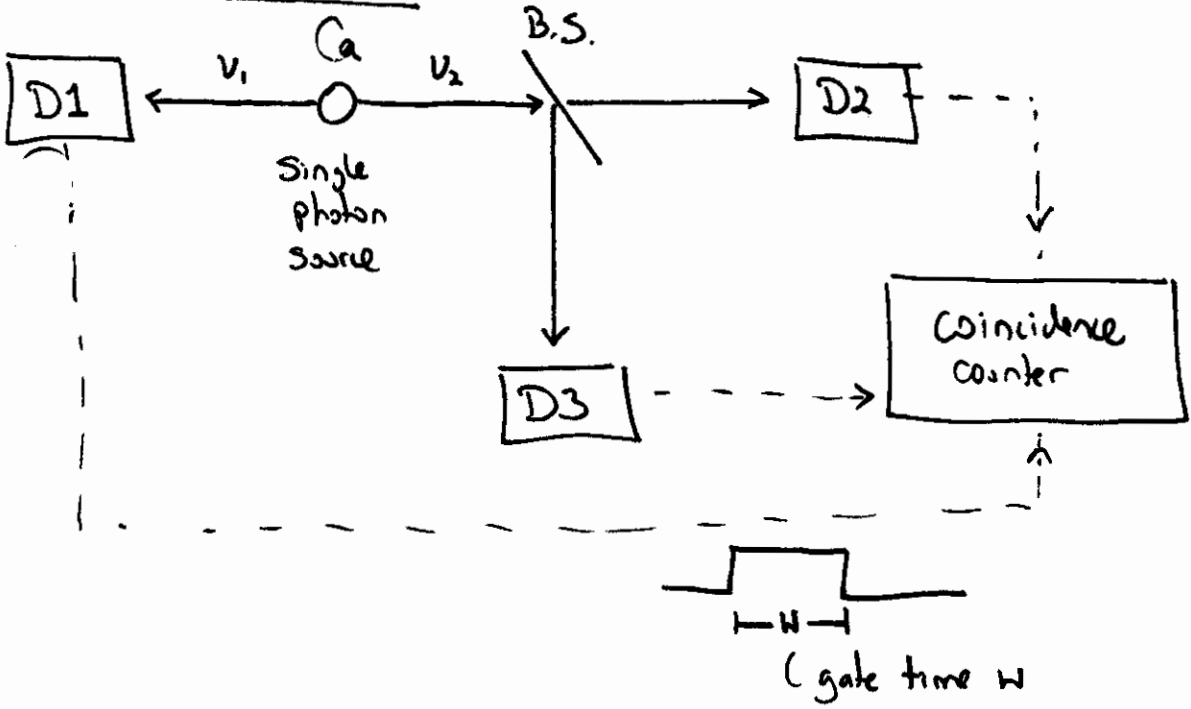 B.S.
Ca
ν₁
ν₂
D1
D2
Single
photon
source
coincidence
counter
D3
W
(gate time W